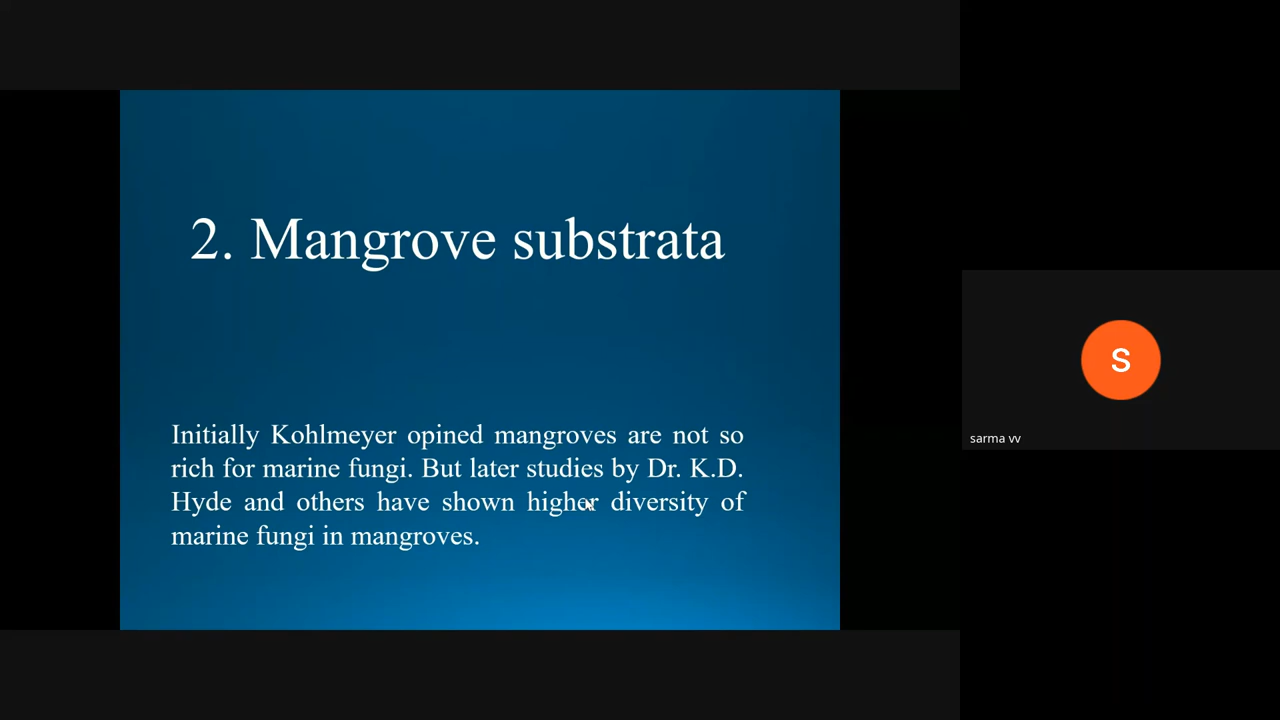 2. Mangrove substrata
Initially Kohlmeyer opined mangroves are not so
rich for marine fungi. But later studies by Dr. K.D.
Hyde and others have shown higher diversity of
marine fungi in mangroves.
S
sarma vv